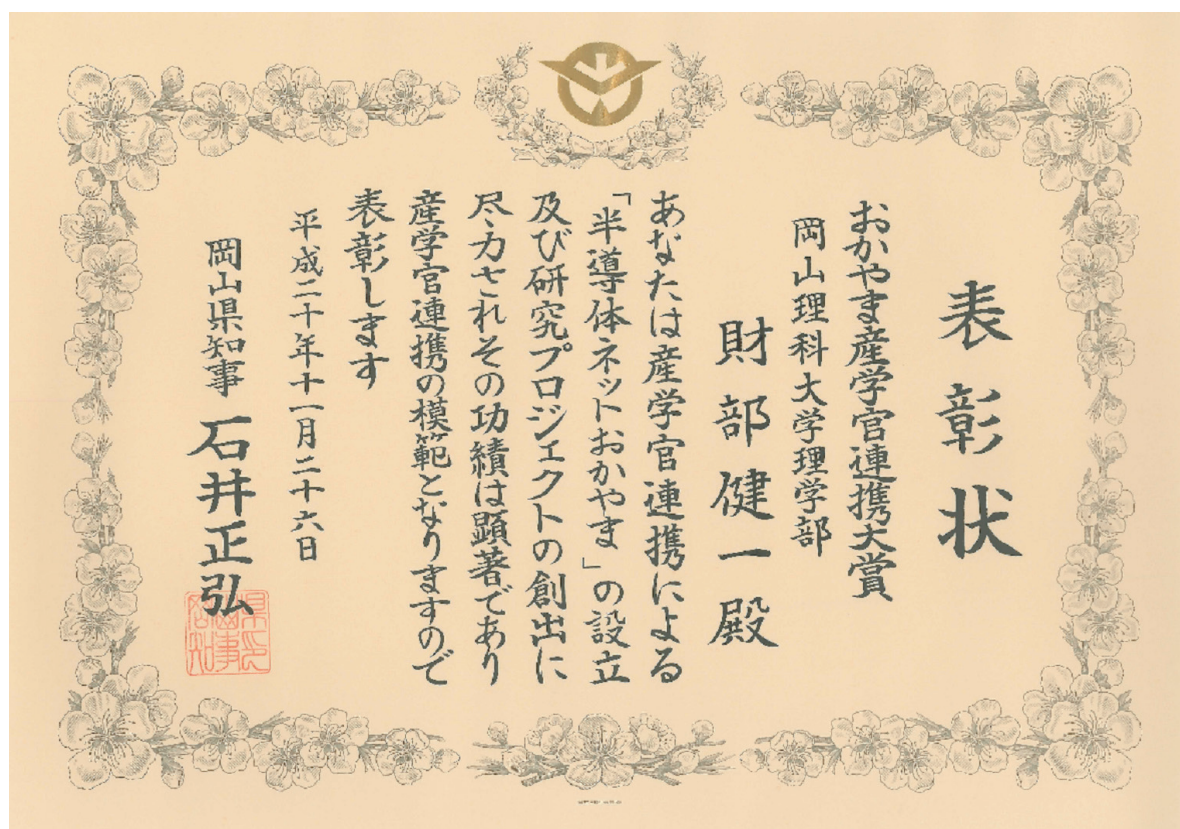 表彰状
おかやま産学官連携大賞
岡山理科大学理学部
財部健一殿
あなたは産学官連携による
「半導体ネットおかやま」の設立
及び研究プロジェクトの創出に
尽力されその功績は顕著であり
産学官連携の模範となりますので
表彰します
平成二十年十一月二十六日
岡山県知事 石井正弘